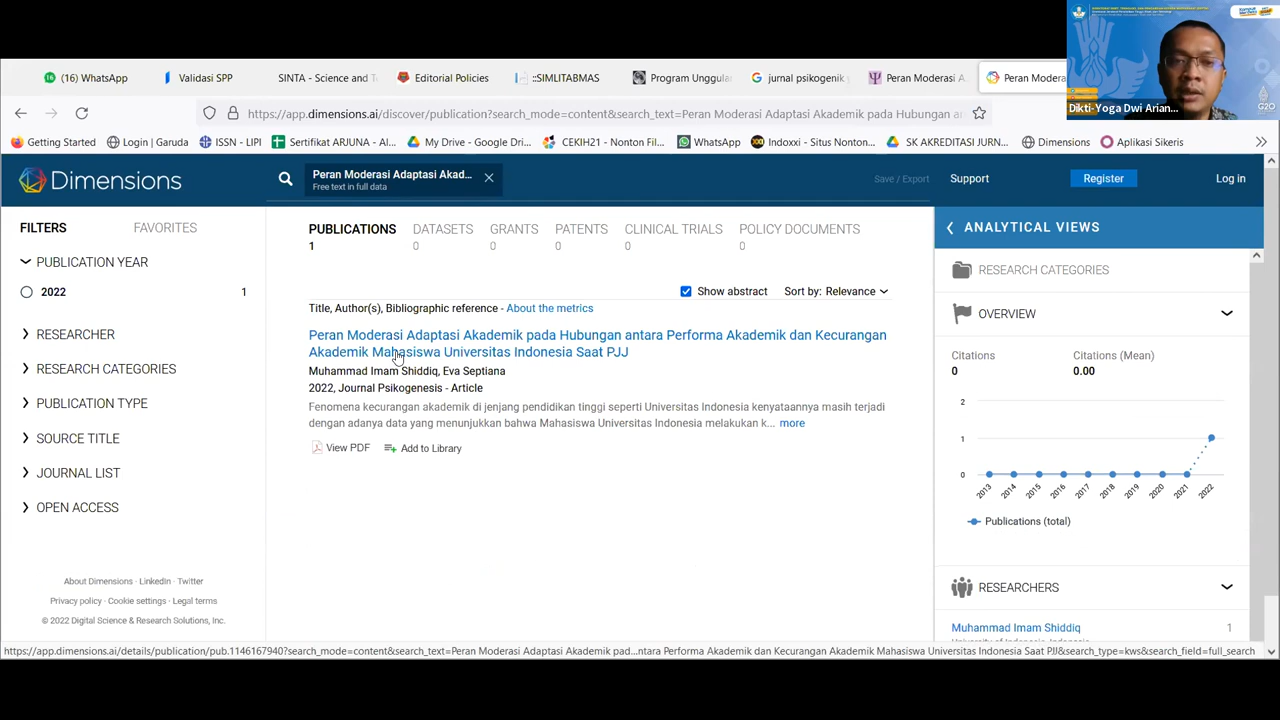 (16) WhatsApp
Validasi SPP
SINTA - Science and T
Editorial Policies
::SIMLITABMAS
Program Unggul
jurnal psikogenik
Peran Moderasi A
Peran Modera
https://app.dimensions.ai
over/publication?search_mode=content&search_text=Peran Moderasi Adaptasi Akademik pada Hubungan ar
Getting Started
Login | Garuda
ISSN - LIPI
Sertifikat ARJUNA - Al...
My Drive - Google Dri...
CEKIH21 - Nonton Fil...
WhatsApp
Indoxxi - Situs Nonton...
SK AKREDITASI JURN...
Dimensions
Aplikasi Sikeris
Dikti-Yoga Dwi Arian...
G20
Dimensions
Peran Moderasi Adaptasi Akad...
Free text in full data
Save / Export
Support
Register
Log in
FILTERS
FAVORITES
PUBLICATION YEAR
2022 1
RESEARCHER
RESEARCH CATEGORIES
PUBLICATION TYPE
SOURCE TITLE
JOURNAL LIST
OPEN ACCESS
About Dimensions · LinkedIn · Twitter
Privacy policy · Cookie settings · Legal terms
© 2022 Digital Science & Research Solutions, Inc.
PUBLICATIONS DATASETS GRANTS PATENTS CLINICAL TRIALS POLICY DOCUMENTS
1 0 0 0 0 0
Show abstract Sort by: Relevance
Title, Author(s), Bibliographic reference - About the metrics
Peran Moderasi Adaptasi Akademik pada Hubungan antara Performa Akademik dan Kecurangan
Akademik Mahasiswa Universitas Indonesia Saat PJJ
Muhammad Imam Shiddiq, Eva Septiana
2022, Journal Psikogenesis - Article
Fenomena kecurangan akademik di jenjang pendidikan tinggi seperti Universitas Indonesia kenyataannya masih terjadi
dengan adanya data yang menunjukkan bahwa Mahasiswa Universitas Indonesia melakukan k... more
View PDF Add to Library
ANALYTICAL VIEWS
RESEARCH CATEGORIES
OVERVIEW
Citations Citations (Mean)
0 0.00
2
1
0
2013 2014 2015 2016 2017 2018 2019 2020 2021 2022
Publications (total)
RESEARCHERS
Muhammad Imam Shiddiq 1
https://app.dimensions.ai/details/publication/pub.1146167940?search_mode=content&search_text=Peran Moderasi Adaptasi Akademik pad...ntara Performa Akademik dan Kecurangan Akademik Mahasiswa Universitas Indonesia Saat PJJ&search_type=kws&search_field=full_search